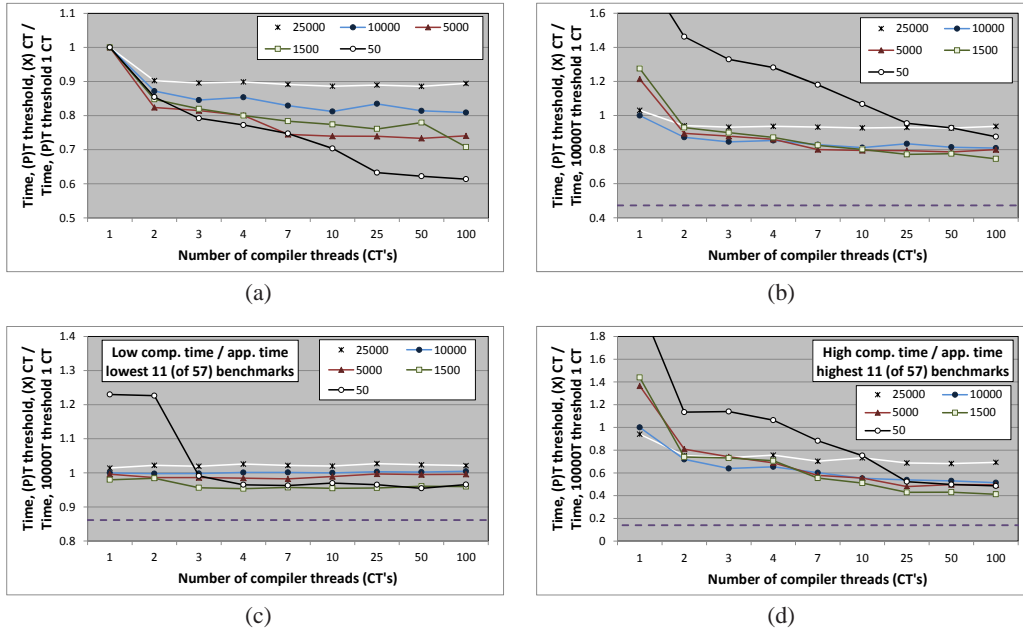 Time, (P)T threshold, (X) CT /
Time, (P)T threshold 1 CT
1.1
1
0.9
0.8
0.7
0.6
0.5
25000 10000 5000
1500 50
1 2 3 4 7 10 25 50 100
Number of compiler threads (CT's)
(a)
Time, (P)T threshold, (X) CT /
Time, 10000T threshold 1 CT
1.6
1.4
1.2
1.0
0.8
0.6
0.4
25000 10000
5000 1500
50
1 2 3 4 7 10 25 50 100
Number of compiler threads (CT's)
(b)
Time, (P)T threshold, (X) CT /
Time, 10000T threshold 1 CT
1.4
1.3
1.2
1.1
1.0
0.9
0.8
Low comp. time / app. time
lowest 11 (of 57) benchmarks
25000 10000
5000 1500
50
1 2 3 4 7 10 25 50 100
Number of compiler threads (CT's)
(c)
Time, (P)T threshold, (X) CT /
Time, 10000T threshold 1 CT
1.8
1.6
1.4
1.2
1.0
0.8
0.6
0.4
0.2
0
High comp. time / app. time
highest 11 (of 57) benchmarks
25000 10000
5000 1500
50
1 2 3 4 7 10 25 50 100
Number of compiler threads (CT's)
(d)